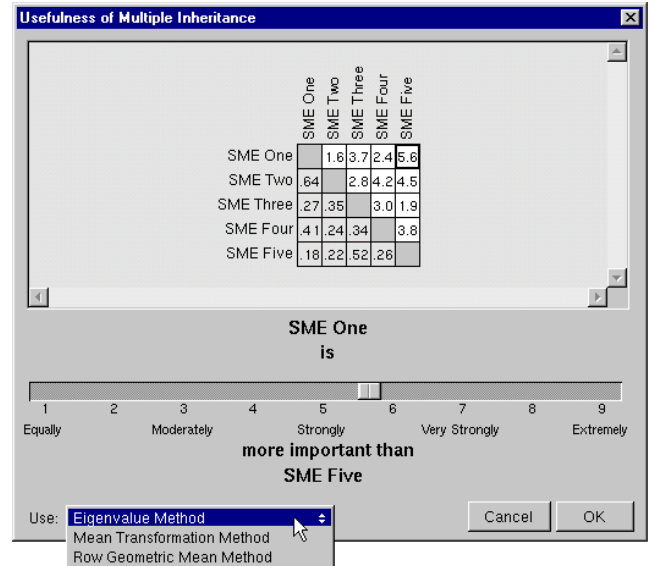 Usefulness of Multiple Inheritance
SME One SME Two SME Three SME Four SME Five
SME One 1.6 3.7 2.4 5.6
SME Two .64 2.8 4.2 4.5
SME Three .27 .35 3.0 1.9
SME Four .41 .24 .34 3.8
SME Five .18 .22 .52 .26
SME One
is
1 2 3 4 5 6 7 8 9
Equally Moderately Strongly Very Strongly Extremely
more important than
SME Five
Use: Eigenvalue Method Cancel OK
Mean Transformation Method
Row Geometric Mean Method